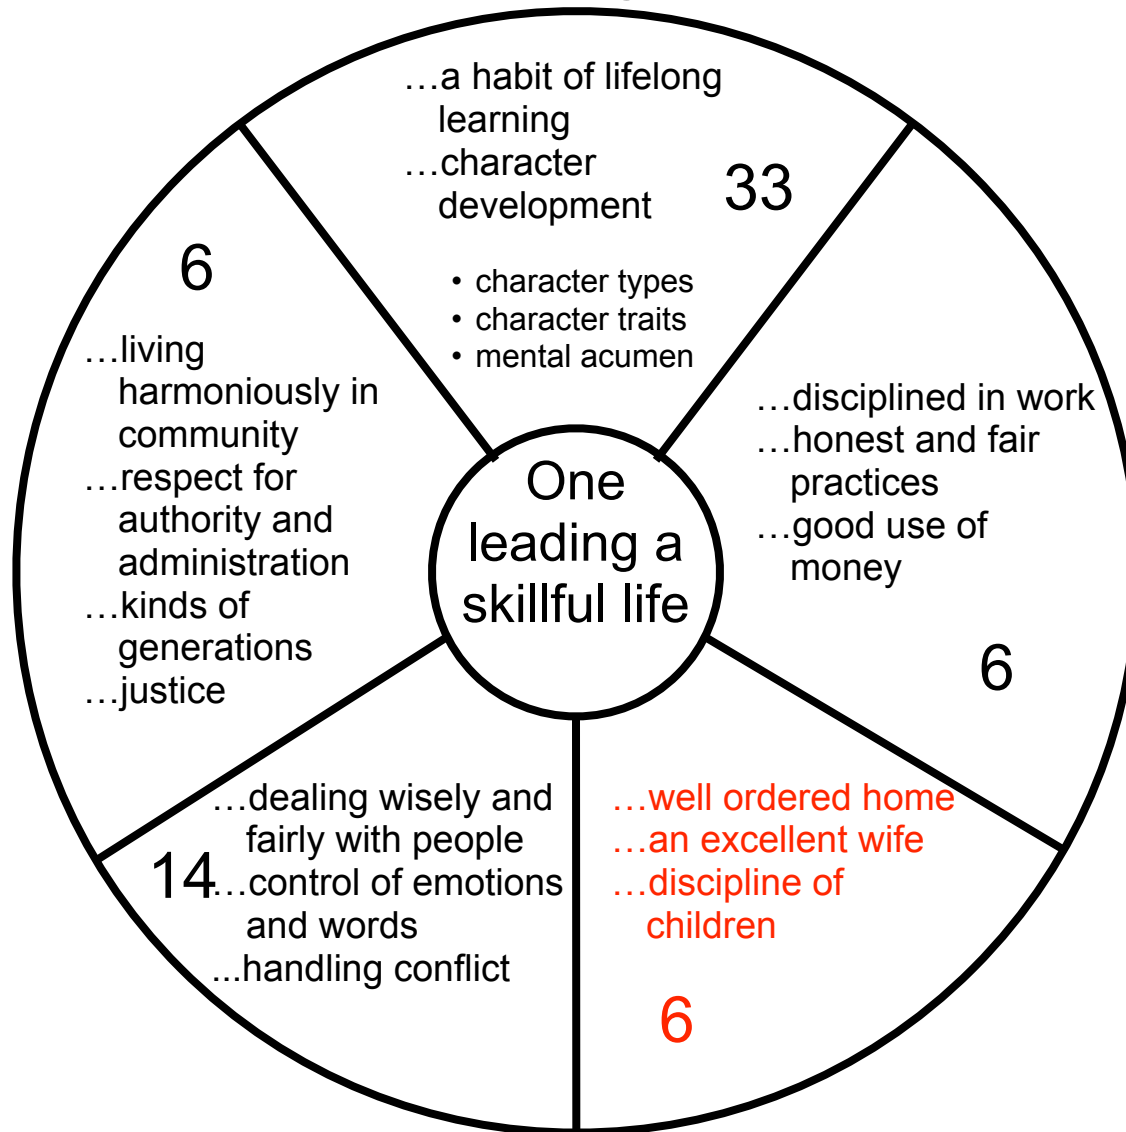 …a habit of lifelong
learning
…character
development
33
• character types
• character traits
• mental acumen
6
…living
harmoniously in
community
…respect for
authority and
administration
…kinds of
generations
…justice
One
leading a
skillful life
…disciplined in work
…honest and fair
practices
…good use of
money
6
…dealing wisely and
fairly with people
14
…control of emotions
and words
...handling conflict
…well ordered home
…an excellent wife
…discipline of
children
6